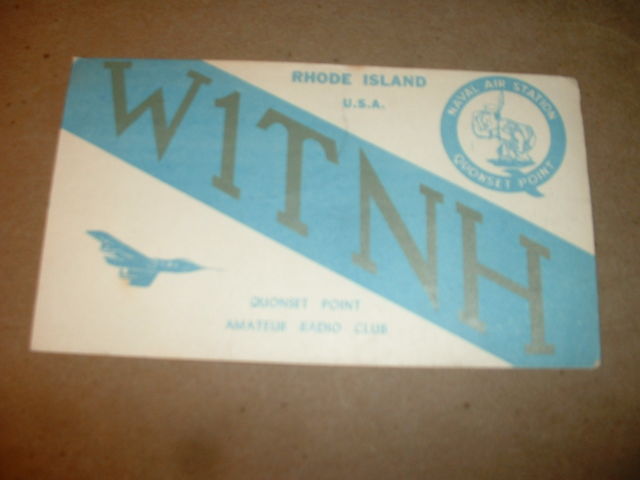 RHODE ISLAND
U.S.A.
NAVAL AIR STATION
QUONSET POINT
W1TNH
QUONSET POINT
AMATEUR RADIO CLUB